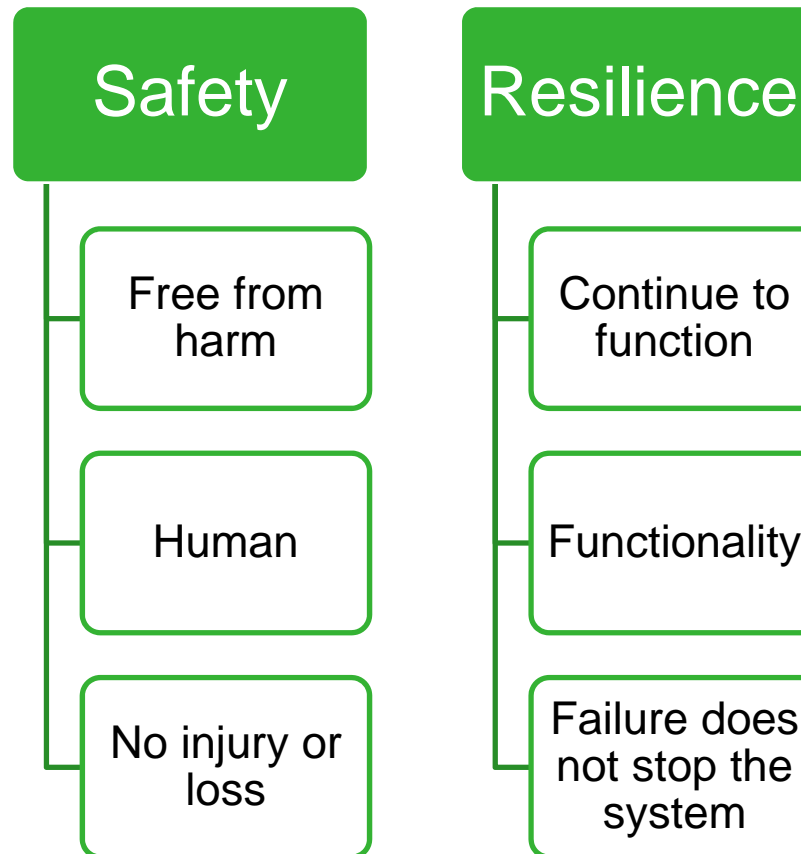 Safety
Free from
harm
Human
No injury or
loss
Resilience
Continue to
function
Functionality
Failure does
not stop the
system